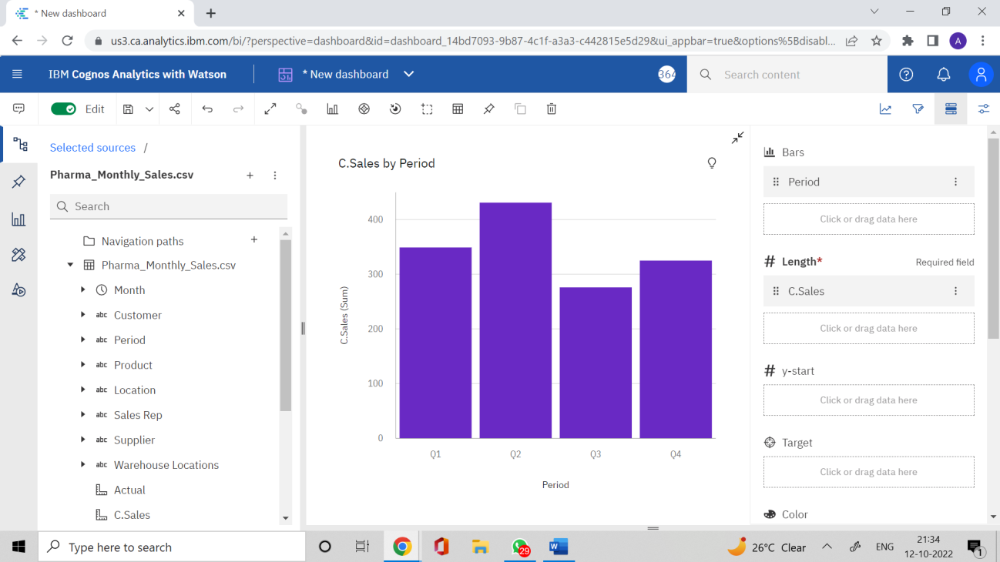 * New dashboard
us3.ca.analytics.ibm.com/bi/?perspective=dashboard&id=dashboard_14bd7093-9b87-4c1f-a3a3-c442815e5d29&ui_appbar=true&options%5Bdisabl...
A
IBM Cognos Analytics with Watson
* New dashboard
364
Search content
Edit
Selected sources /
Pharma_Monthly_Sales.csv
Search
Navigation paths
Pharma_Monthly_Sales.csv
Month
abc Customer
abc Period
abc Product
abc Location
abc Sales Rep
abc Supplier
abc Warehouse Locations
Actual
C.Sales
C.Sales by Period
C.Sales (Sum)
400
300
200
100
0
Q1 Q2 Q3 Q4
Period
Bars
Period
Click or drag data here
# Length* Required field
C.Sales
Click or drag data here
# y-start
Click or drag data here
Target
Click or drag data here
Color
Type here to search
29
W
26°C Clear
ENG
21:34
12-10-2022
1